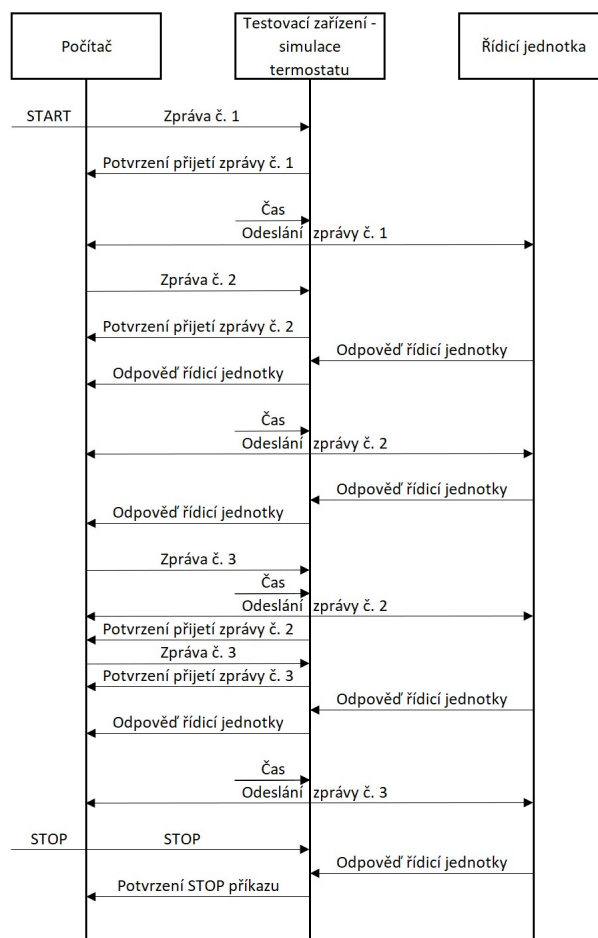 Počítač
Testovací zařízení -
simulace
termostatu
Řídicí jednotka
START
Zpráva č. 1
Potvrzení přijetí zprávy č. 1
Čas
Odeslání zprávy č. 1
Zpráva č. 2
Potvrzení přijetí zprávy č. 2
Odpověď řídicí jednotky
Odpověď řídicí jednotky
Čas
Odeslání zprávy č. 2
Odpověď řídicí jednotky
Odpověď řídicí jednotky
Zpráva č. 3
Čas
Odeslání zprávy č. 2
Potvrzení přijetí zprávy č. 2
Zpráva č. 3
Potvrzení přijetí zprávy č. 3
Odpověď řídicí jednotky
Odpověď řídicí jednotky
Čas
Odeslání zprávy č. 3
STOP
STOP
Odpověď řídicí jednotky
Potvrzení STOP příkazu